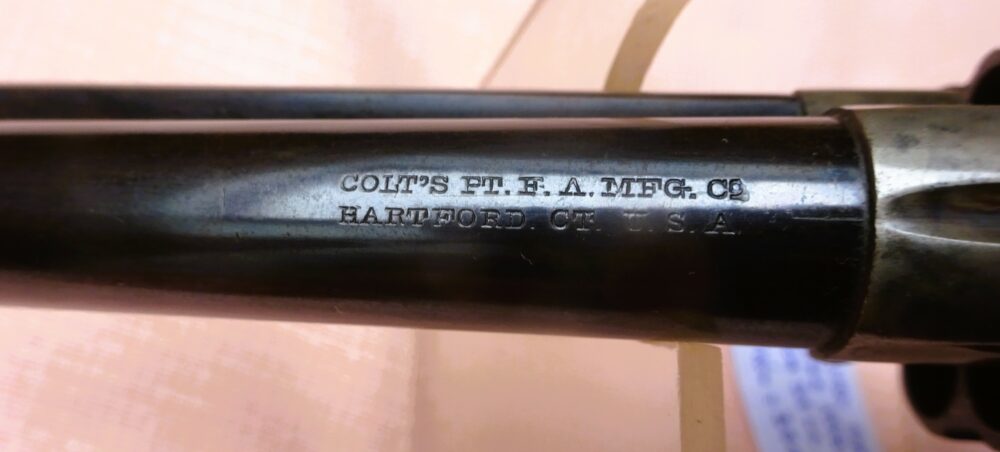 COLT'S PT. F. A. MFG. Co
HARTFORD. CT. U. S. A.